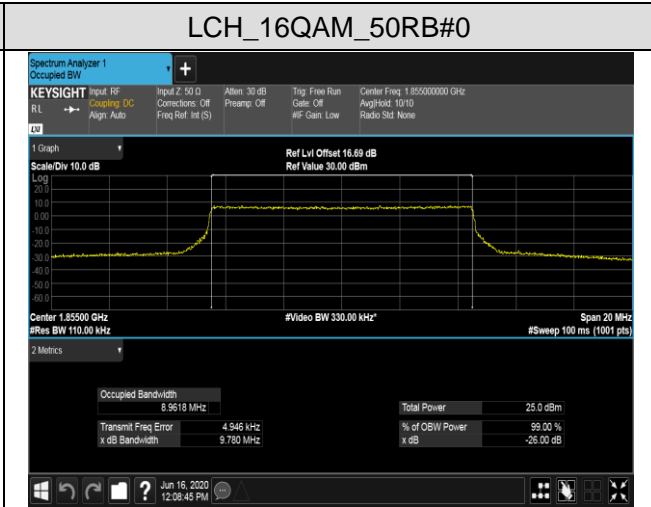 LCH_16QAM_50RB#0
Spectrum Analyzer 1
Occupied BW
+
KEYSIGHT Input: RF Input Z: 50 Ω Atten: 30 dB Trig: Free Run Center Freq: 1.855000000 GHz
RL Coupling: DC Corrections: Off Preamp: Off Gate: Off Avg|Hold: 10/10
Align: Auto Freq Ref: Int (S) #IF Gain: Low Radio Std: None
LXI
1 Graph Ref Lvl Offset 16.69 dB
Scale/Div 10.0 dB Ref Value 30.00 dBm
Log
20.0
10.0
0.00
-10.0
-20.0
-30.0
-40.0
-50.0
-60.0
Center 1.85500 GHz #Video BW 330.00 kHz* Span 20 MHz
#Res BW 110.00 kHz #Sweep 100 ms (1001 pts)
2 Metrics
Occupied Bandwidth
8.9618 MHz Total Power 25.0 dBm
Transmit Freq Error 4.946 kHz % of OBW Power 99.00 %
x dB Bandwidth 9.780 MHz x dB -26.00 dB
? Jun 16, 2020
12:08:45 PM